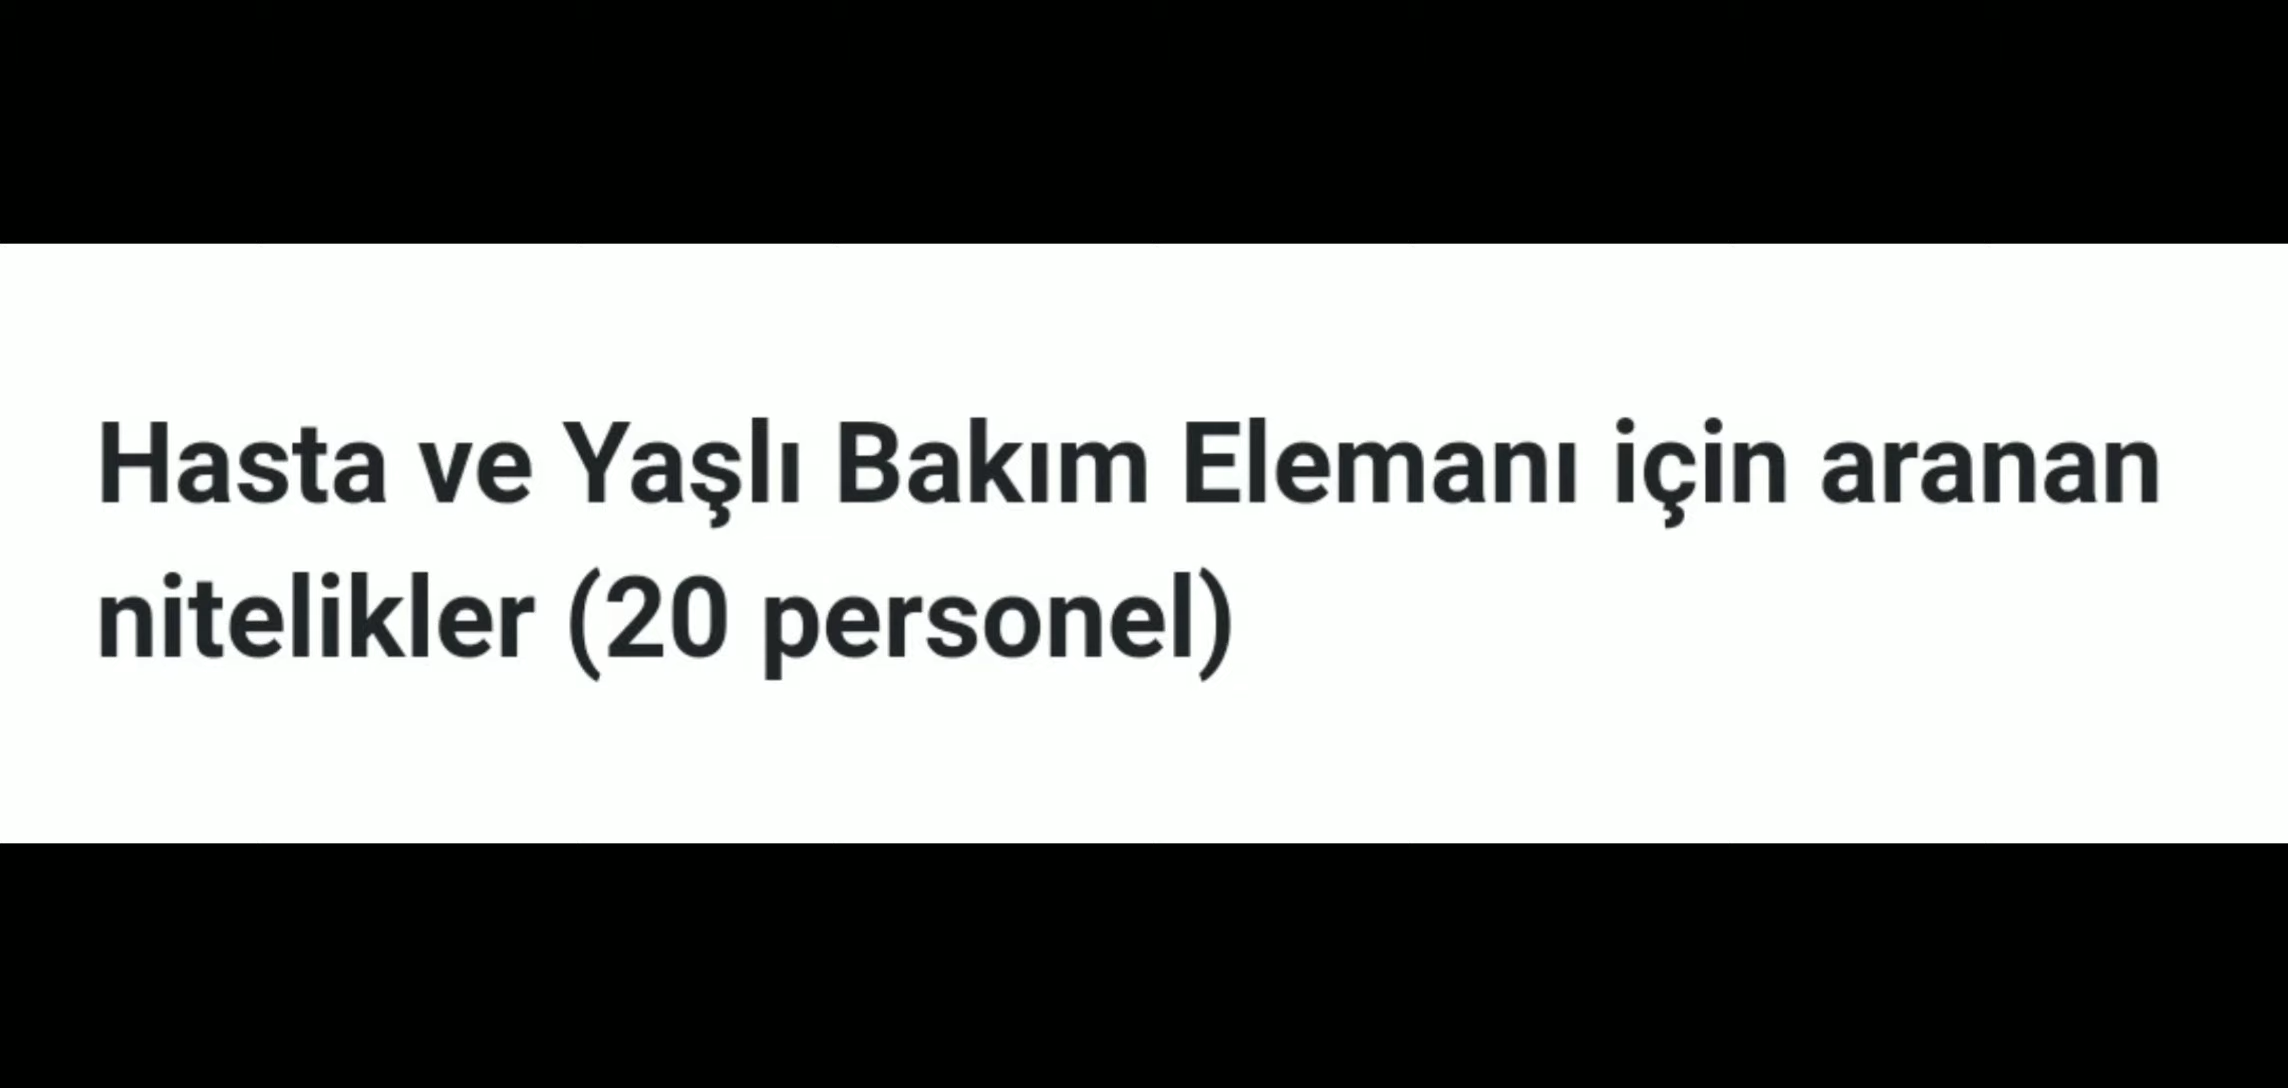 Hasta ve Yaşlı Bakım Elemanı için aranan
nitelikler (20 personel)